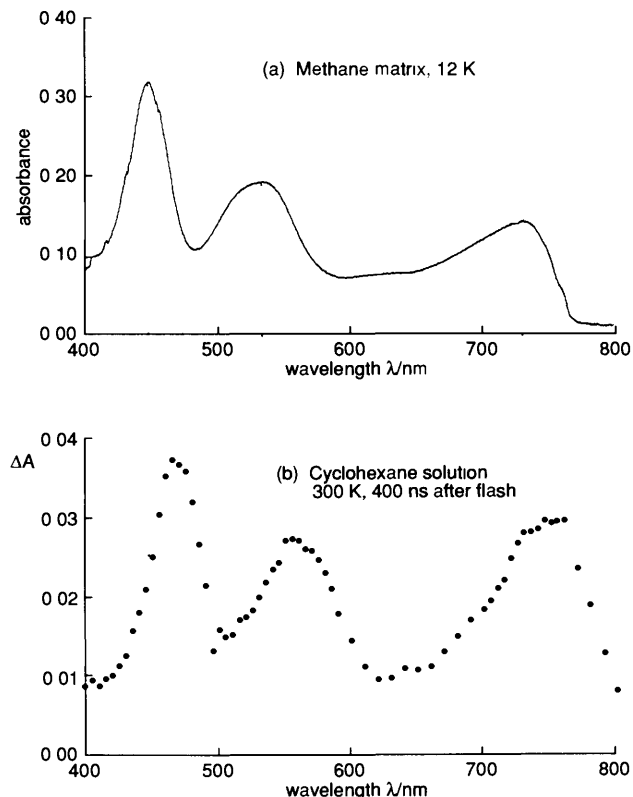 0 40
(a) Methane matrix, 12 K
0 30
absorbance
0 20
0 10
0 00
400 500 600 700 800
wavelength λ/nm
0 04
ΔA
(b) Cyclohexane solution
300 K, 400 ns after flash
0 03
0 02
0 01
0 00
400 500 600 700 800
wavelength λ/nm